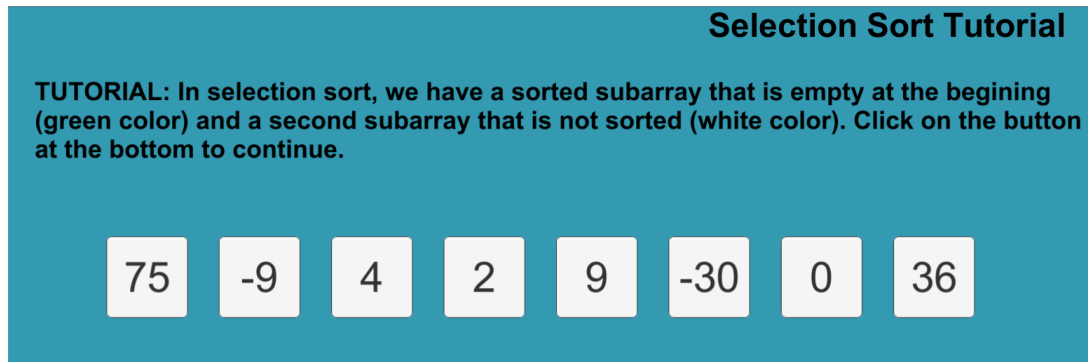 Selection Sort Tutorial
TUTORIAL: In selection sort, we have a sorted subarray that is empty at the begining
(green color) and a second subarray that is not sorted (white color). Click on the button
at the bottom to continue.
75 -9 4 2 9 -30 0 36